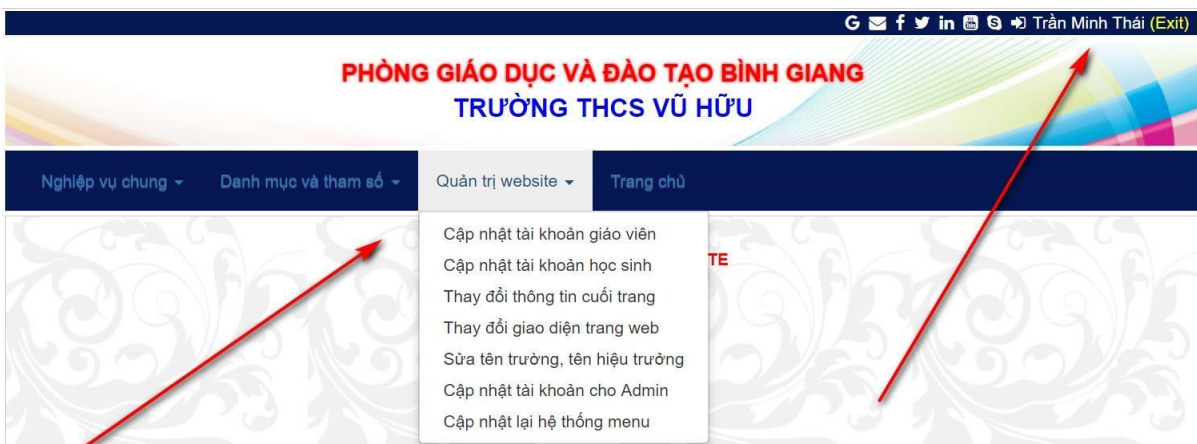 Trần Minh Thái (Exit)
PHÒNG GIÁO DỤC VÀ ĐÀO TẠO BÌNH GIANG
TRƯỜNG THCS VŨ HỮU
Nghiệp vụ chung Danh mục và tham số Quản trị website Trang chủ
Cập nhật tài khoản giáo viên
TE
Cập nhật tài khoản học sinh
Thay đổi thông tin cuối trang
Thay đổi giao diện trang web
Sửa tên trường, tên hiệu trưởng
Cập nhật tài khoản cho Admin
Cập nhật lại hệ thống menu